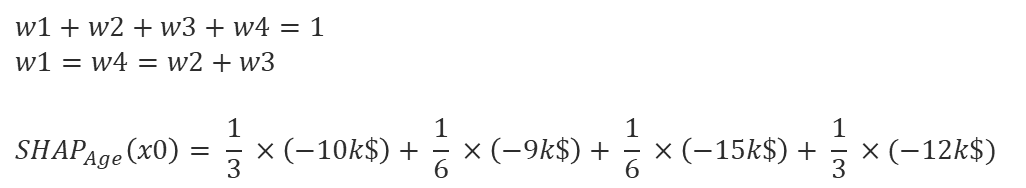 w1 + w2 + w3 + w4 = 1
w1 = w4 = w2 + w3
SHAP_Age(x0) = 1/3 × (−10k$) + 1/6 × (−9k$) + 1/6 × (−15k$) + 1/3 × (−12k$)